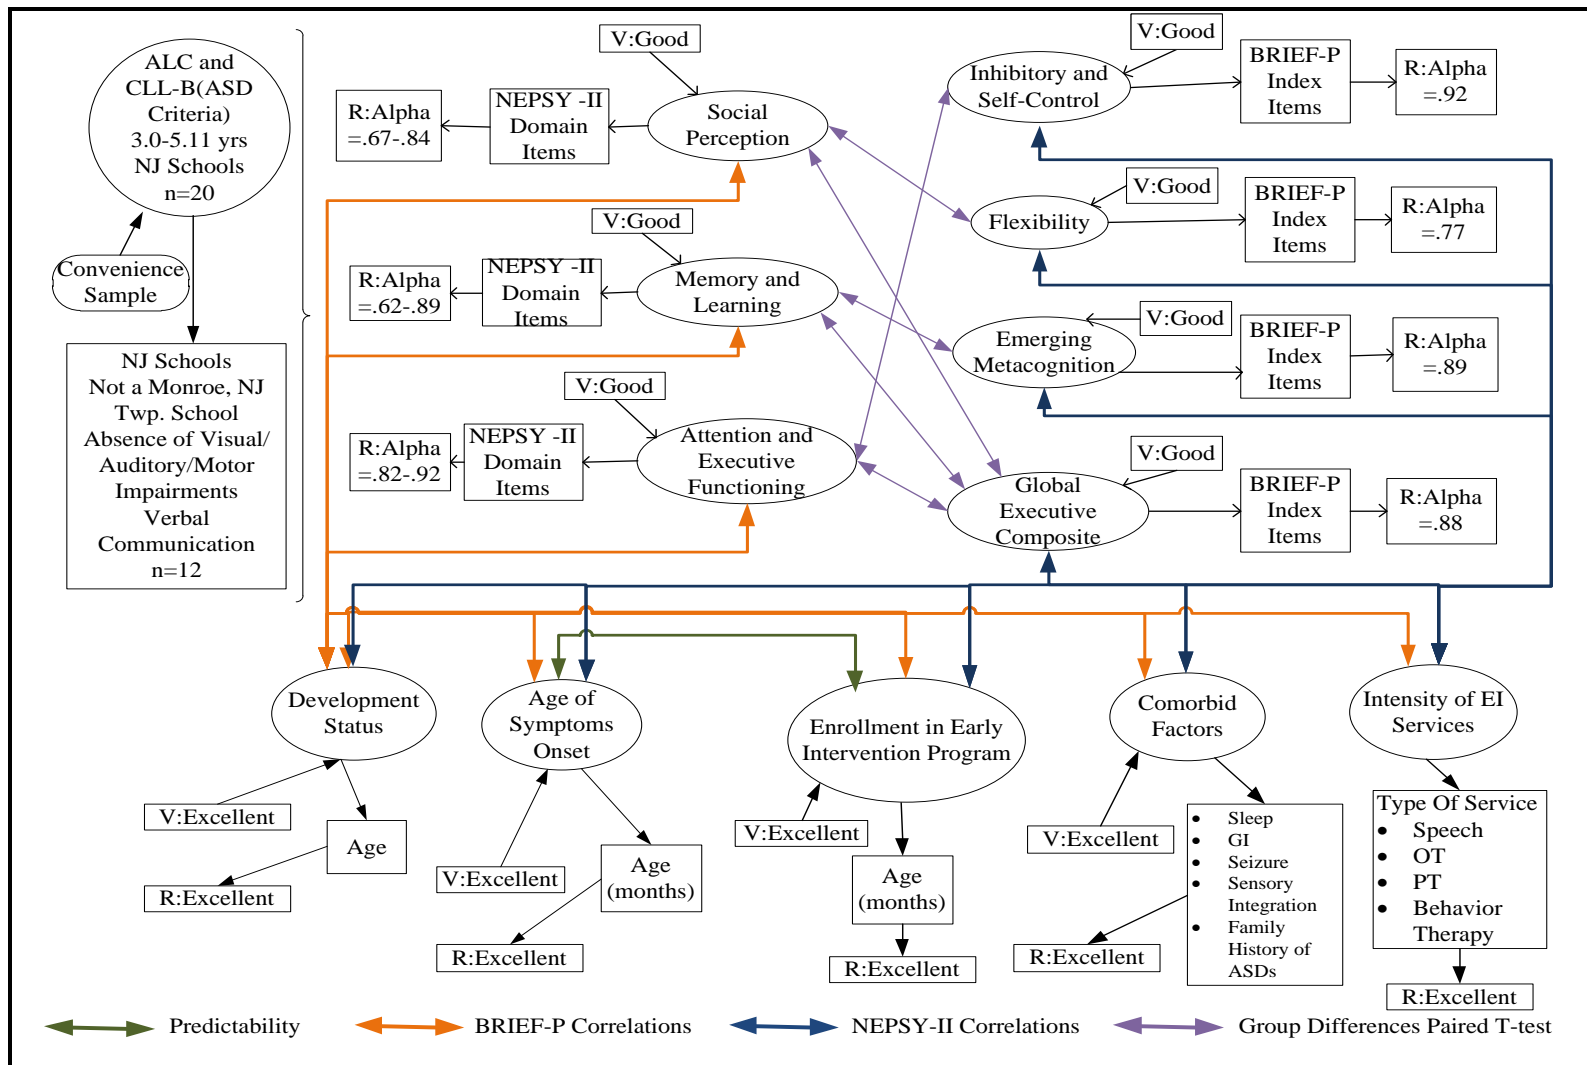 ALC and
CLL-B(ASD
Criteria)
3.0-5.11 yrs
NJ Schools
n=20
Convenience
Sample
NJ Schools
Not a Monroe, NJ
Twp. School
Absence of Visual/
Auditory/Motor
Impairments
Verbal
Communication
n=12
V:Good
R:Alpha
=.67-.84
NEPSY -II
Domain
Items
Social
Perception
V:Good
R:Alpha
=.62-.89
NEPSY -II
Domain
Items
Memory and
Learning
V:Good
R:Alpha
=.82-.92
NEPSY -II
Domain
Items
Attention and
Executive
Functioning
V:Good
Inhibitory and
Self-Control
BRIEF-P
Index
Items
R:Alpha
=.92
V:Good
Flexibility
BRIEF-P
Index
Items
R:Alpha
=.77
V:Good
Emerging
Metacognition
BRIEF-P
Index
Items
R:Alpha
=.89
V:Good
Global
Executive
Composite
BRIEF-P
Index
Items
R:Alpha
=.88
Development
Status
V:Excellent
Age
R:Excellent
Age of
Symptoms
Onset
V:Excellent
Age
(months)
R:Excellent
Enrollment in Early
Intervention Program
V:Excellent
Age
(months)
R:Excellent
Comorbid
Factors
V:Excellent
• Sleep
• GI
• Seizure
• Sensory
Integration
• Family
History of
ASDs
R:Excellent
Intensity of EI
Services
Type Of Service
• Speech
• OT
• PT
• Behavior
Therapy
R:Excellent
Predictability
BRIEF-P Correlations
NEPSY-II Correlations
Group Differences Paired T-test